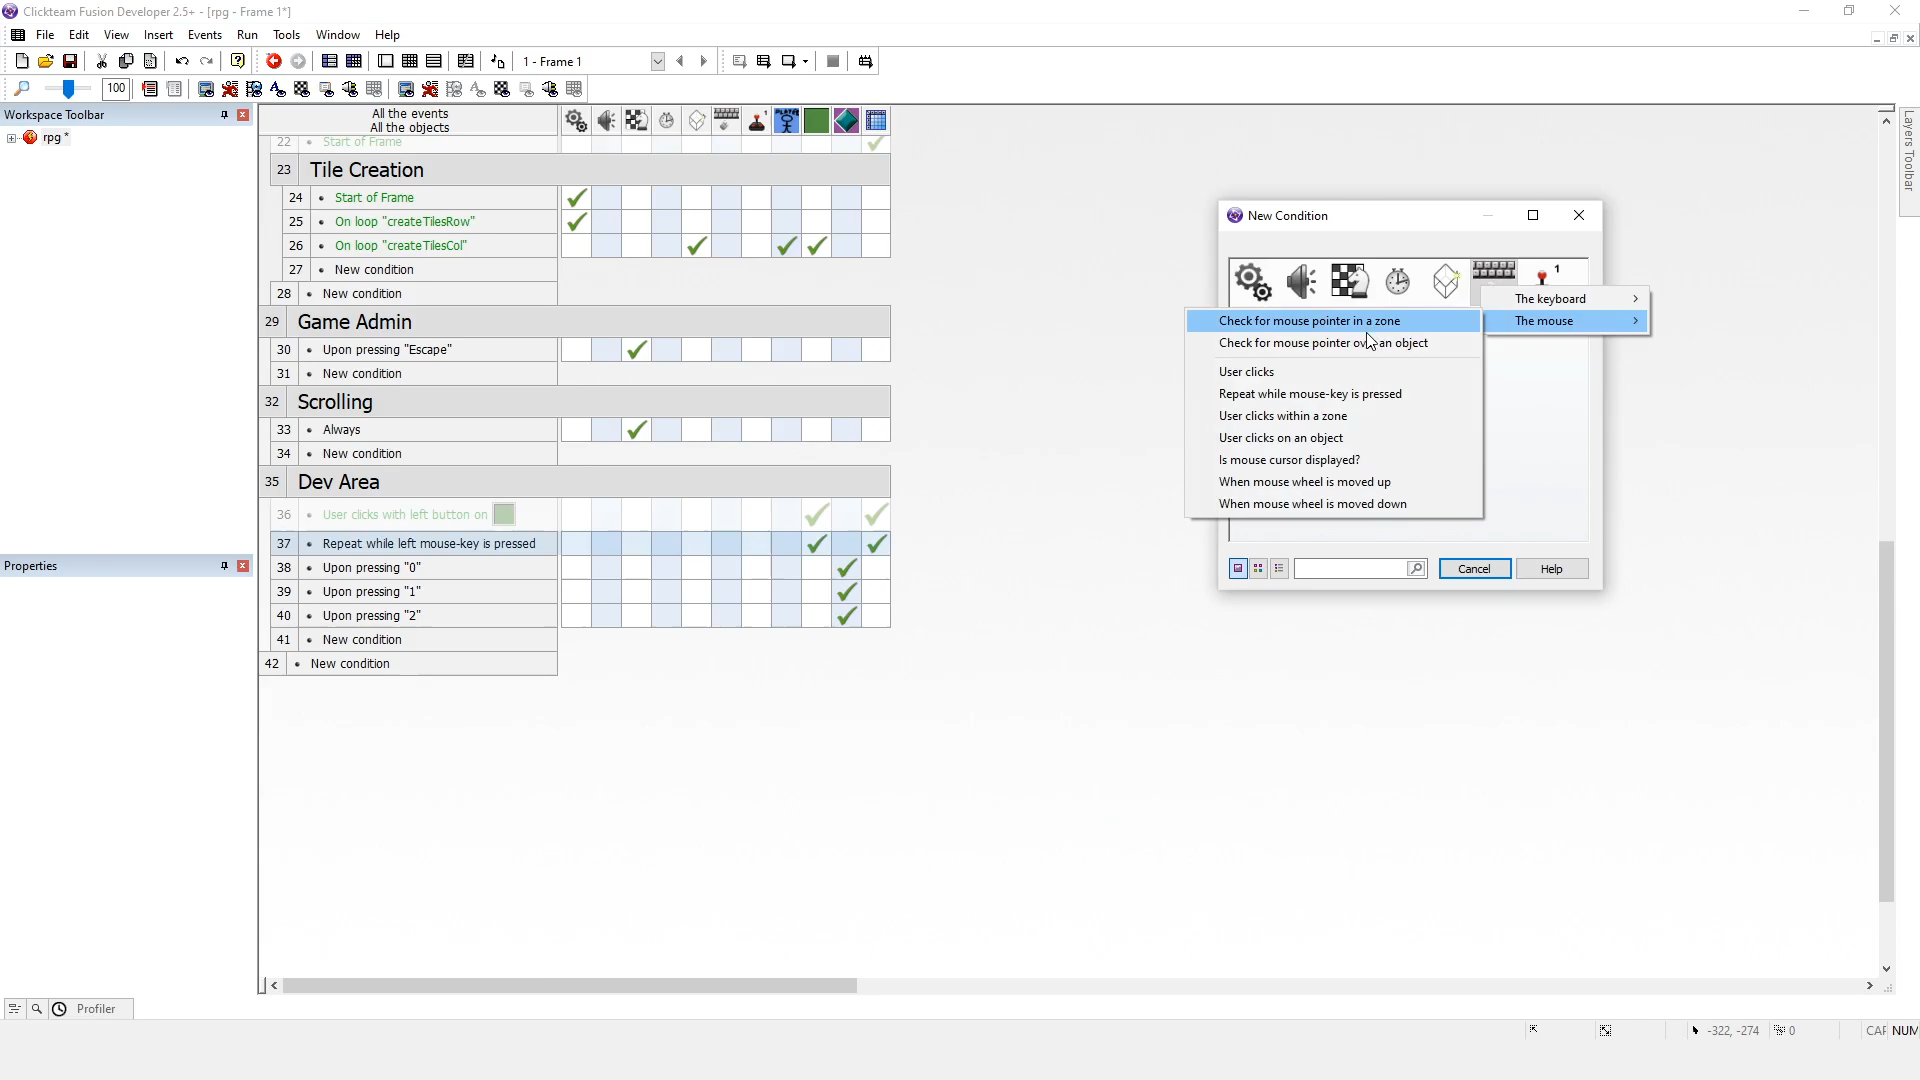 Clickteam Fusion Developer 2.5+ - [rpg - Frame 1*]
File Edit View Insert Events Run Tools Window Help
1 - Frame 1
100
Workspace Toolbar
rpg *
Properties
Profiler
All the events
All the objects
22 • Start of Frame
23 Tile Creation
24 • Start of Frame
25 • On loop "createTilesRow"
26 • On loop "createTilesCol"
27 • New condition
28 • New condition
29 Game Admin
30 • Upon pressing "Escape"
31 • New condition
32 Scrolling
33 • Always
34 • New condition
35 Dev Area
36 • User clicks with left button on
37 • Repeat while left mouse-key is pressed
38 • Upon pressing "0"
39 • Upon pressing "1"
40 • Upon pressing "2"
41 • New condition
42 • New condition
PLAYER
New Condition
1
The keyboard
The mouse
Check for mouse pointer in a zone
Check for mouse pointer over an object
User clicks
Repeat while mouse-key is pressed
User clicks within a zone
User clicks on an object
Is mouse cursor displayed?
When mouse wheel is moved up
When mouse wheel is moved down
Cancel Help
Layers Toolbar
-322, -274 0 CAP NUM